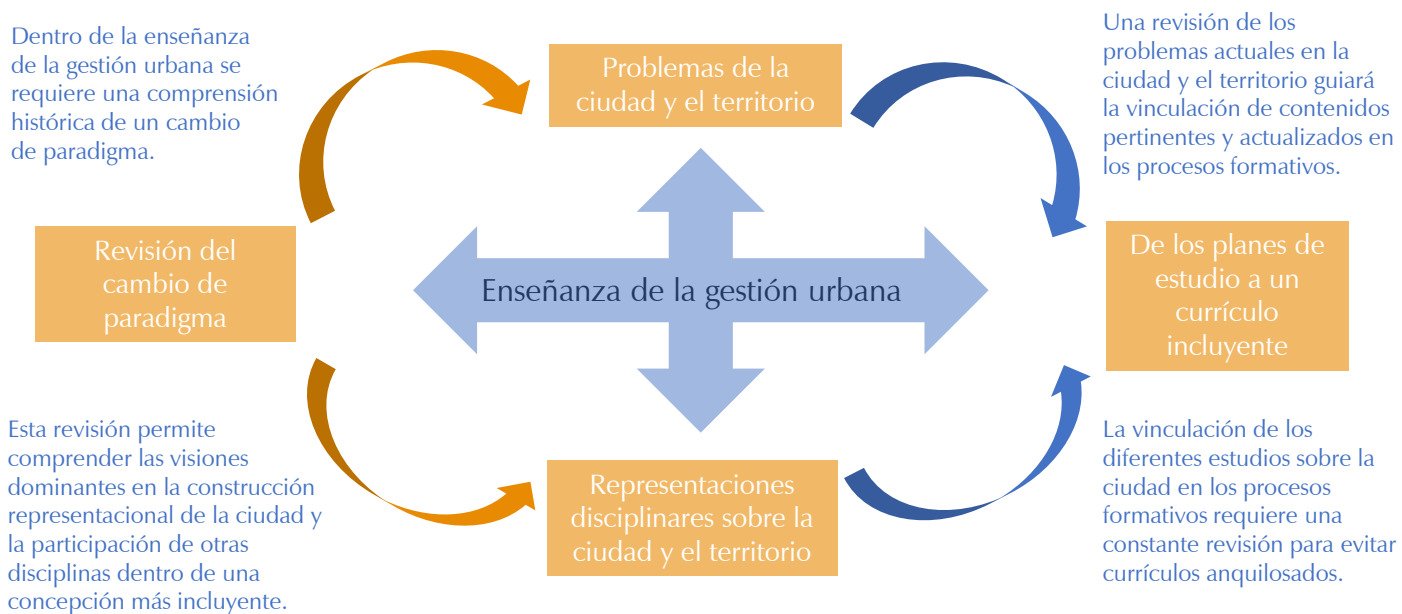 Dentro de la enseñanza
de la gestión urbana se
requiere una comprensión
histórica de un cambio
de paradigma.
Problemas de la
ciudad y el territorio
Una revisión de los
problemas actuales en la
ciudad y el territorio guiará
la vinculación de contenidos
pertinentes y actualizados en
los procesos formativos.
Revisión del
cambio de
paradigma
Enseñanza de la gestión urbana
De los planes de
estudio a un
currículo
incluyente
Esta revisión permite
comprender las visiones
dominantes en la construcción
representacional de la ciudad y
la participación de otras
disciplinas dentro de una
concepción más incluyente.
Representaciones
disciplinares sobre la
ciudad y el territorio
La vinculación de los
diferentes estudios sobre la
ciudad en los procesos
formativos requiere una
constante revisión para evitar
currículos anquilosados.